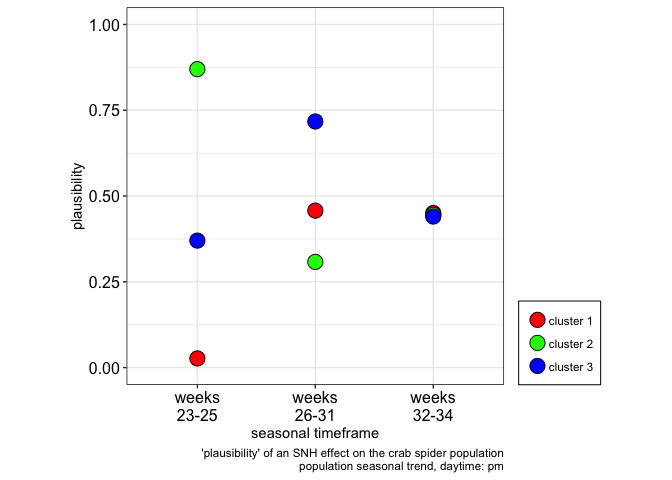 1.00
0.75
0.50
0.25
0.00
plausibility
weeks
23-25
weeks
26-31
weeks
32-34
seasonal timeframe
cluster 1
cluster 2
cluster 3
'plausibility' of an SNH effect on the crab spider population
population seasonal trend, daytime: pm